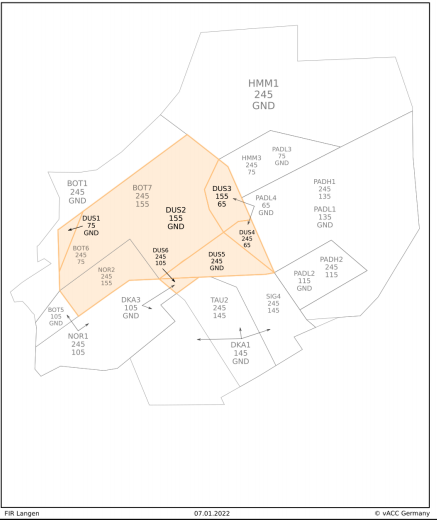 HMM1
245
GND
PADL3
75
GND
HMM3
245
75
PADH1
245
135
PADL1
135
GND
BOT1
245
GND
BOT7
245
155
DUS3
155
65
PADL4
65
GND
DUS1
75
GND
DUS2
155
GND
DUS4
245
65
BOT6
245
75
DUS6
245
105
DUS5
245
GND
NOR2
245
155
PADH2
245
115
PADL2
115
GND
BOT5
105
GND
DKA3
105
GND
TAU2
245
145
SIG4
245
145
NOR1
245
105
DKA1
145
GND
FIR Langen
07.01.2022
© vACC Germany